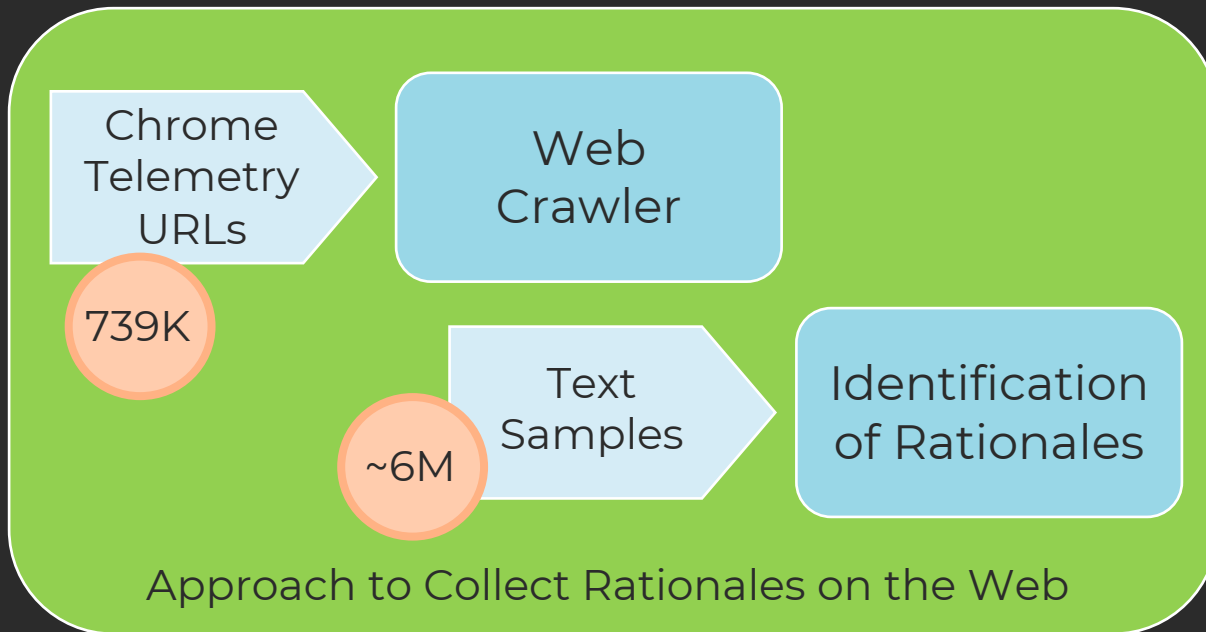 Chrome
Telemetry
URLs
739K
Web
Crawler
Text
Samples
~6M
Identification
of Rationales
Approach to Collect Rationales on the Web